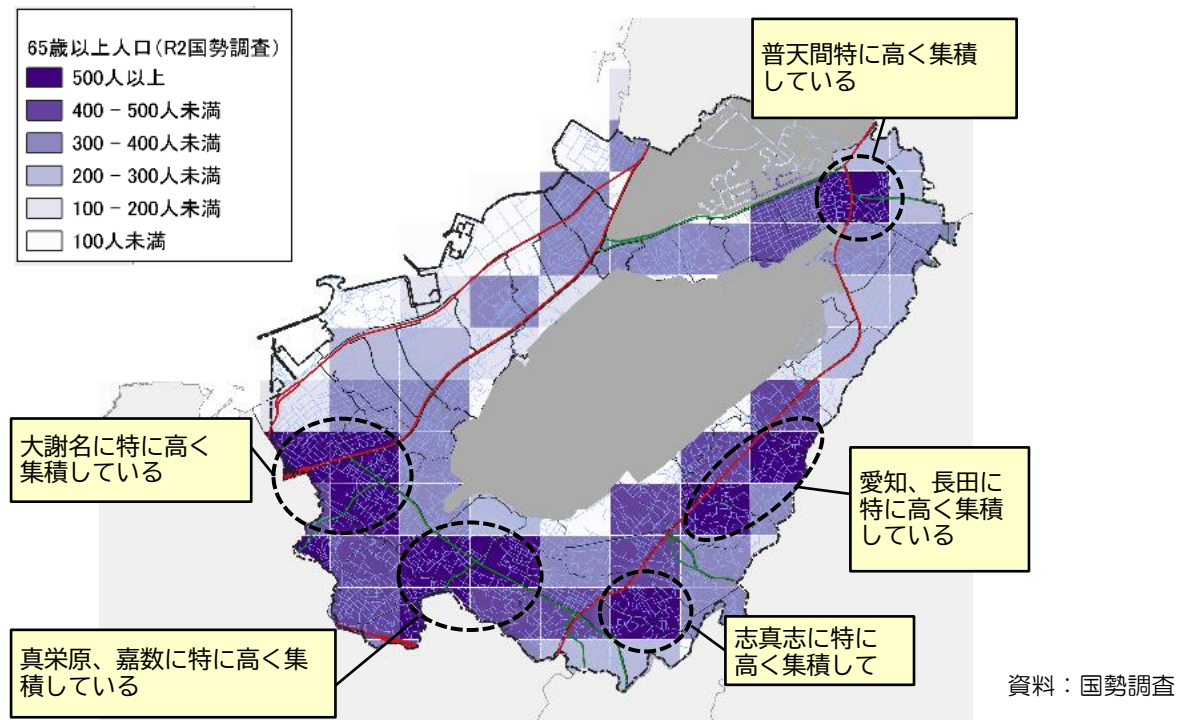 65歳以上人口(R2国勢調査)
500人以上
400 - 500人未満
300 - 400人未満
200 - 300人未満
100 - 200人未満
100人未満
普天間特に高く集積
している
大謝名に特に高く
集積している
愛知、長田に
特に高く集積
している
真栄原、嘉数に特に高く集
積している
志真志に特に
高く集積して
資料：国勢調査